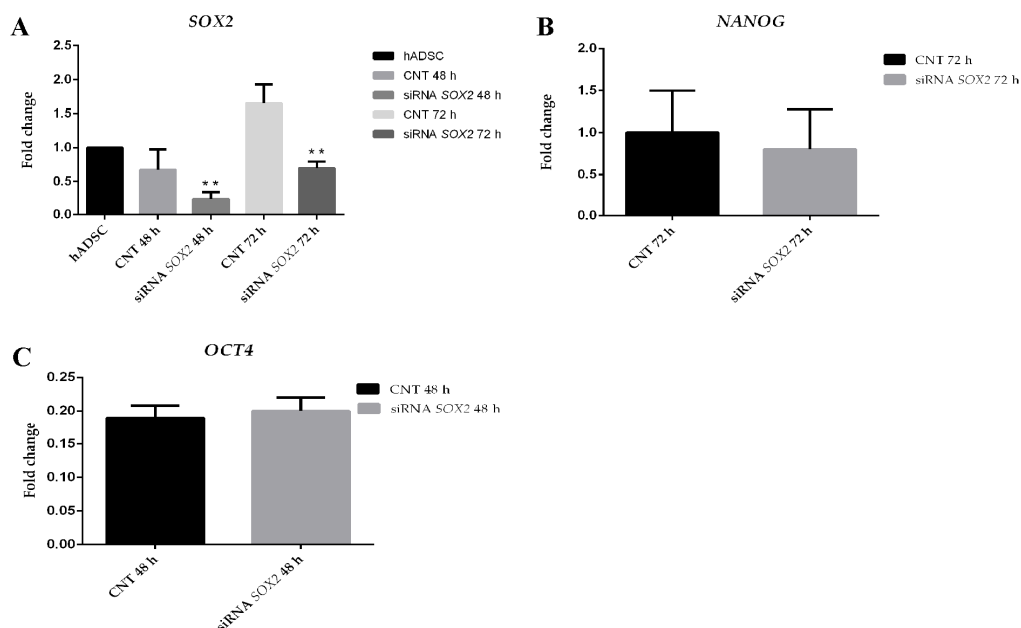 A
SOX2
Fold change
2.5
2.0
1.5
1.0
0.5
0.0
**
**
hADSC
CNT 48 h
siRNA SOX2 48 h
CNT 72 h
siRNA SOX2 72 h
hADSC
CNT 48 h
siRNA SOX2 48 h
CNT 72 h
siRNA SOX2 72 h
B
NANOG
Fold change
2.0
1.5
1.0
0.5
0.0
CNT 72 h
siRNA SOX2 72 h
CNT 72 h
siRNA SOX2 72 h
C
OCT4
Fold change
0.25
0.20
0.15
0.10
0.05
0.00
CNT 48 h
siRNA SOX2 48 h
CNT 48 h
siRNA SOX2 48 h